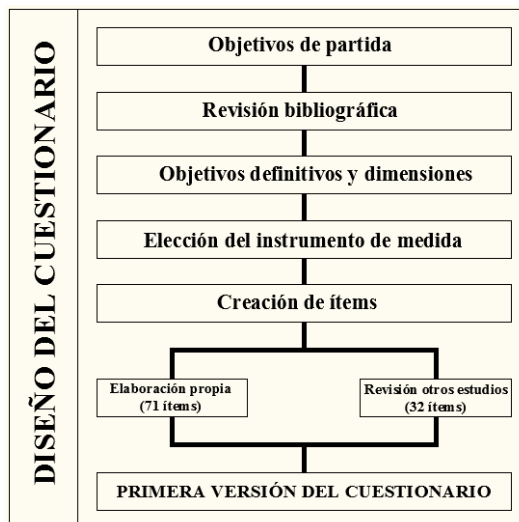 DISEÑO DEL CUESTIONARIO
Objetivos de partida
Revisión bibliográfica
Objetivos definitivos y dimensiones
Elección del instrumento de medida
Creación de ítems
Elaboración propia
(71 ítems)
Revisión otros estudios
(32 ítems)
PRIMERA VERSIÓN DEL CUESTIONARIO